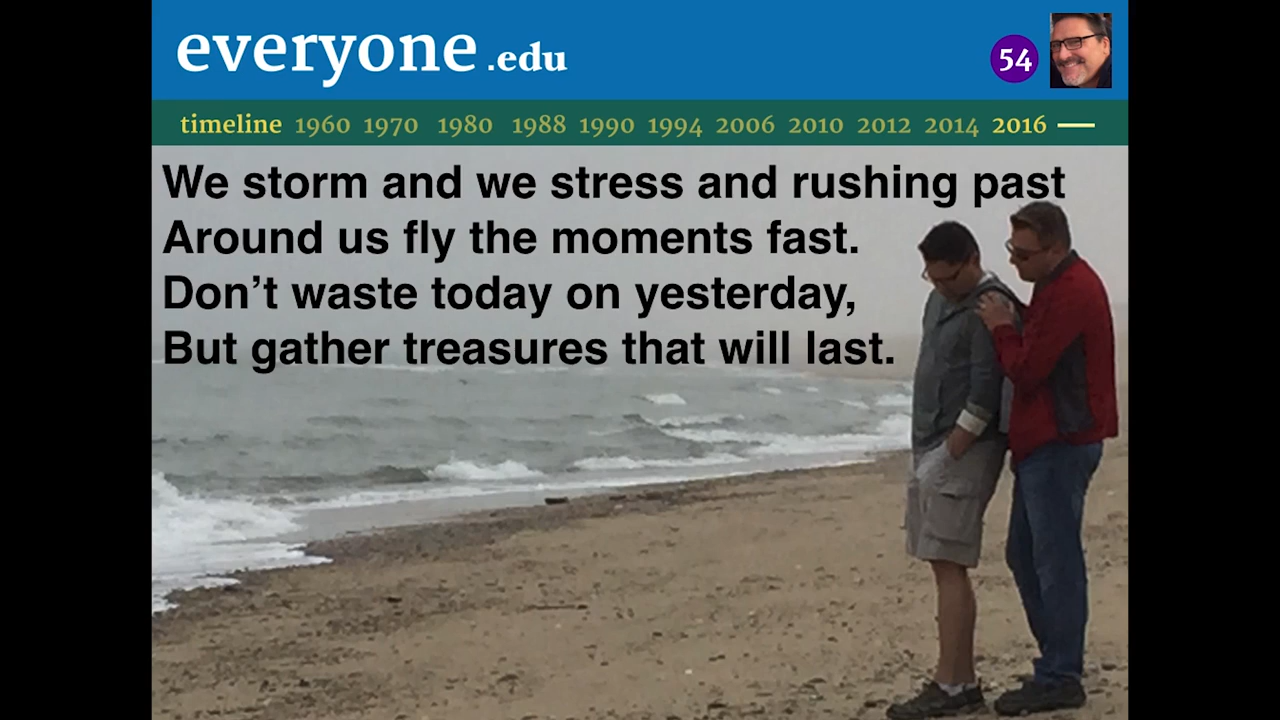 everyone.edu
54
timeline 1960 1970 1980 1988 1990 1994 2006 2010 2012 2014 2016
We storm and we stress and rushing past
Around us fly the moments fast.
Don’t waste today on yesterday,
But gather treasures that will last.